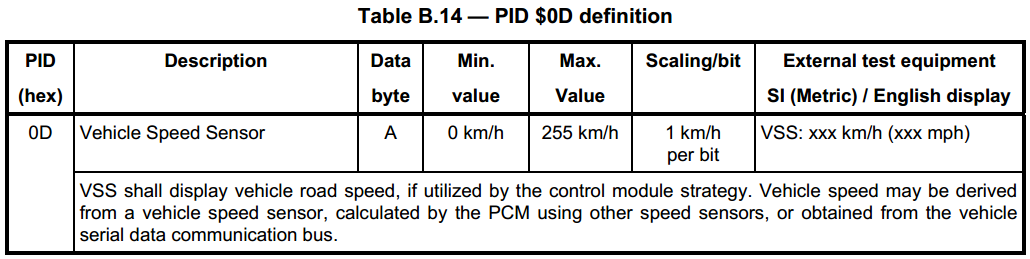 Table B.14 — PID $0D definition
PID Description Data Min. Max. Scaling/bit External test equipment
(hex) byte value Value SI (Metric) / English display
0D Vehicle Speed Sensor A 0 km/h 255 km/h 1 km/h VSS: xxx km/h (xxx mph)
per bit
VSS shall display vehicle road speed, if utilized by the control module strategy. Vehicle speed may be derived
from a vehicle speed sensor, calculated by the PCM using other speed sensors, or obtained from the vehicle
serial data communication bus.